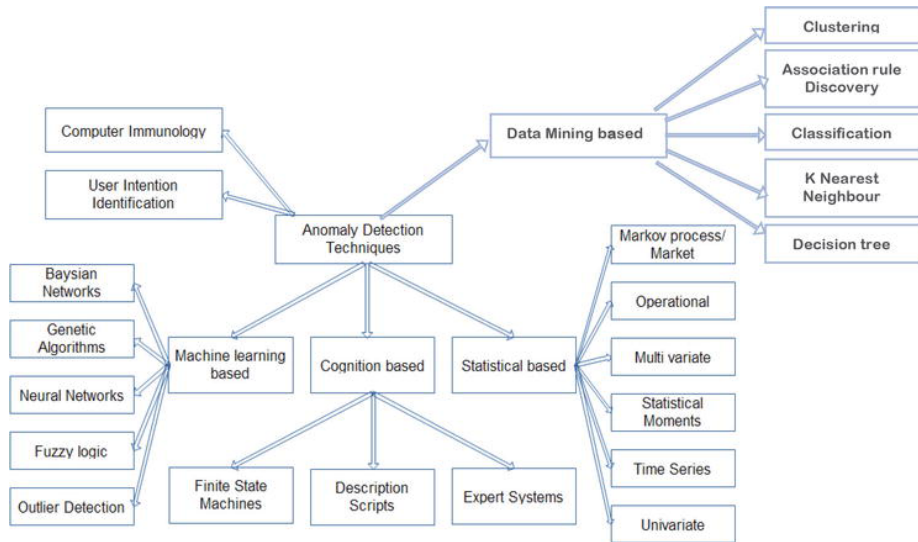 Clustering
Association rule
Discovery
Computer Immunology
Data Mining based
Classification
User Intention
Identification
K Nearest
Neighbour
Anomaly Detection
Techniques
Markov process/
Market
Decision tree
Baysian
Networks
Operational
Genetic
Algorithms
Machine learning
based
Cognition based
Statistical based
Multi variate
Neural Networks
Statistical
Moments
Fuzzy logic
Finite State
Machines
Description
Scripts
Expert Systems
Time Series
Outlier Detection
Univariate